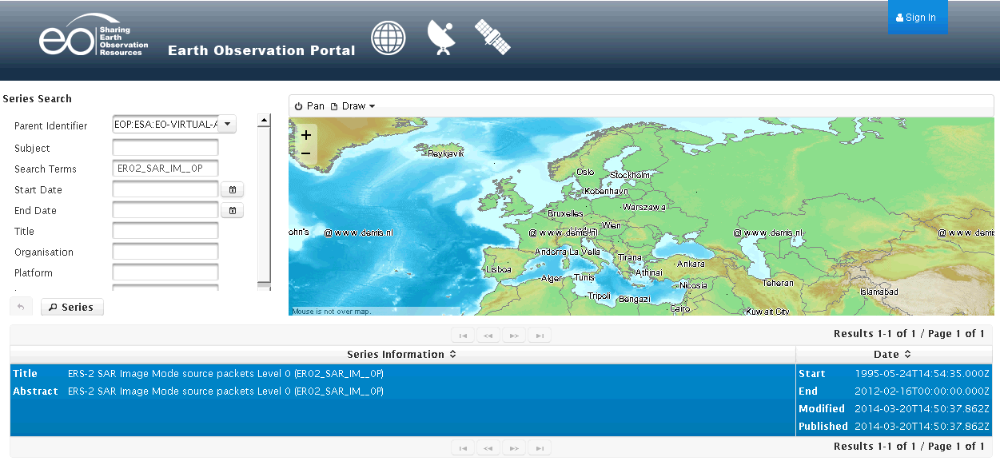 Sign In
eo Sharing
Earth
Observation
Resources
Earth Observation Portal
Series Search
Parent Identifier EOP:ESA:EO-VIRTUAL-A
Subject
Search Terms ER02_SAR_IM__0P
Start Date
End Date
Title
Organisation
Platform
Series
Pan Draw
+
−
Reykjavik
Oslo Stockholm
Kobenhavn
Warszawa
Bruxelles
Wien
ohn's @ www.demis.nl @ www.demis.nl @ www.demis.nl @ www.demis
Andorra La Vella
Tirana
Ankara
Lisboa
Athinai
Alger Tunis
Nicosia
Teheran
Tripoli Bengazi
Islamabad
Cairo
Kuwait City
Mouse is not over map.
Results 1-1 of 1 / Page 1 of 1
Series Information Date
Title ERS-2 SAR Image Mode source packets Level 0 (ER02_SAR_IM__0P) Start 1995-05-24T14:54:35.000Z
Abstract ERS-2 SAR Image Mode source packets Level 0 (ER02_SAR_IM__0P) End 2012-02-16T00:00:00.000Z
Modified 2014-03-20T14:50:37.862Z
Published 2014-03-20T14:50:37.862Z
Results 1-1 of 1 / Page 1 of 1